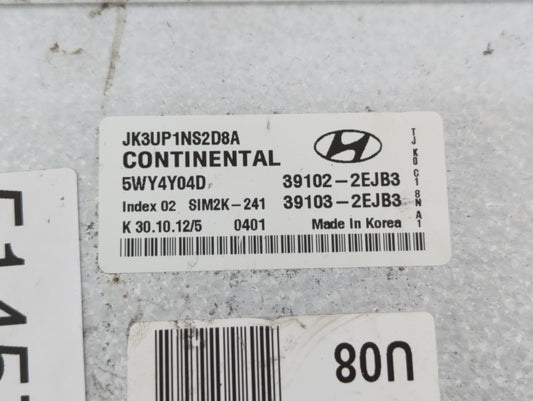 JK3UP1NS2D8A
CONTINENTAL
5WY4Y04D
39102-2EJB3
Index 02 SIM2K-241
39103-2EJB3
K 30.10.12/5 0401 Made In Korea
TJ K0 C1 8N A1
U08